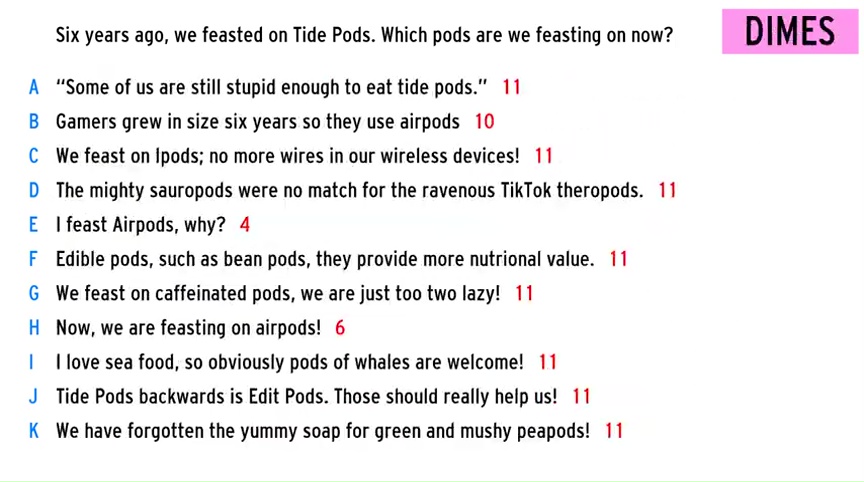 Six years ago, we feasted on Tide Pods. Which pods are we feasting on now?
DIMES
A “Some of us are still stupid enough to eat tide pods.” 11
B Gamers grew in size six years so they use airpods 10
C We feast on Ipods; no more wires in our wireless devices! 11
D The mighty sauropods were no match for the ravenous TikTok theropods. 11
E I feast Airpods, why? 4
F Edible pods, such as bean pods, they provide more nutrional value. 11
G We feast on caffeinated pods, we are just too two lazy! 11
H Now, we are feasting on airpods! 6
I I love sea food, so obviously pods of whales are welcome! 11
J Tide Pods backwards is Edit Pods. Those should really help us! 11
K We have forgotten the yummy soap for green and mushy peapods! 11